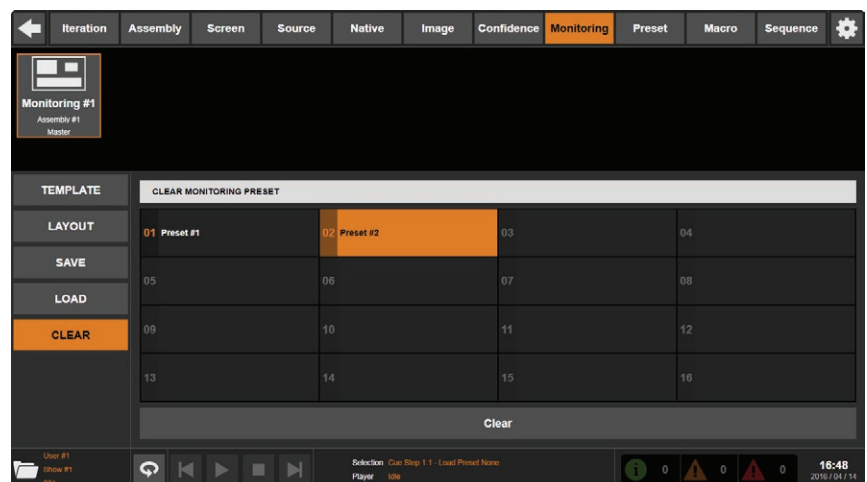 Iteration Assembly Screen Source Native Image Confidence Monitoring Preset Macro Sequence
Monitoring #1
Assembly #1
Master
TEMPLATE
LAYOUT
SAVE
LOAD
CLEAR
CLEAR MONITORING PRESET
01 Preset #1 02 Preset #2 03 04
05 06 07 08
09 10 11 12
13 14 15 16
Clear
User #1
Show #1
Selection Cue Step 1.1 - Load Preset None
Player Idle
0 0 0
16:48
2016 / 04 / 14